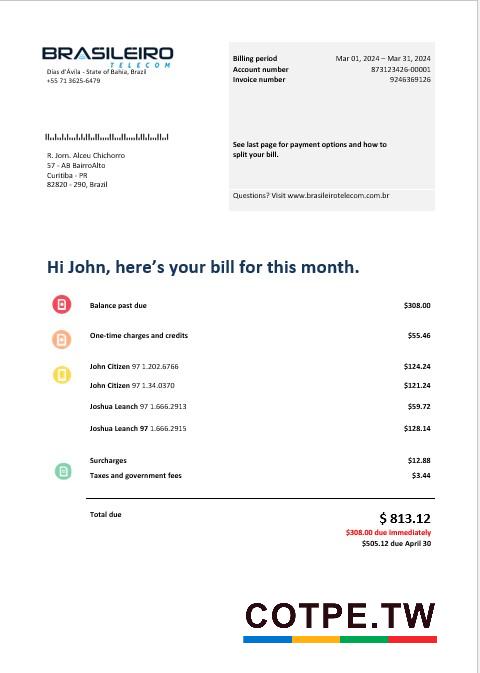 BRASILEIRO
TELECOM
Dias d'Ávila - State of Bahia, Brazil
+55 71 3625-6479
Billing period Mar 01, 2024 – Mar 31, 2024
Account number 873123426-00001
Invoice number 9246369126
See last page for payment options and how to
split your bill.
Questions? Visit www.brasileirotelecom.com.br
R. Jorn. Alceu Chichorro
57 - AB BairroAlto
Curitiba - PR
82820 - 290, Brazil
Hi John, here's your bill for this month.
Balance past due $308.00
One-time charges and credits $55.46
John Citizen 97 1.202.6766 $124.24
John Citizen 97 1.34.0370 $121.24
Joshua Leanch 97 1.666.2913 $59.72
Joshua Leanch 97 1.666.2915 $128.14
Surcharges $12.88
Taxes and government fees $3.44
Total due $ 813.12
$308.00 due immediately
$505.12 due April 30
COTPE.TW